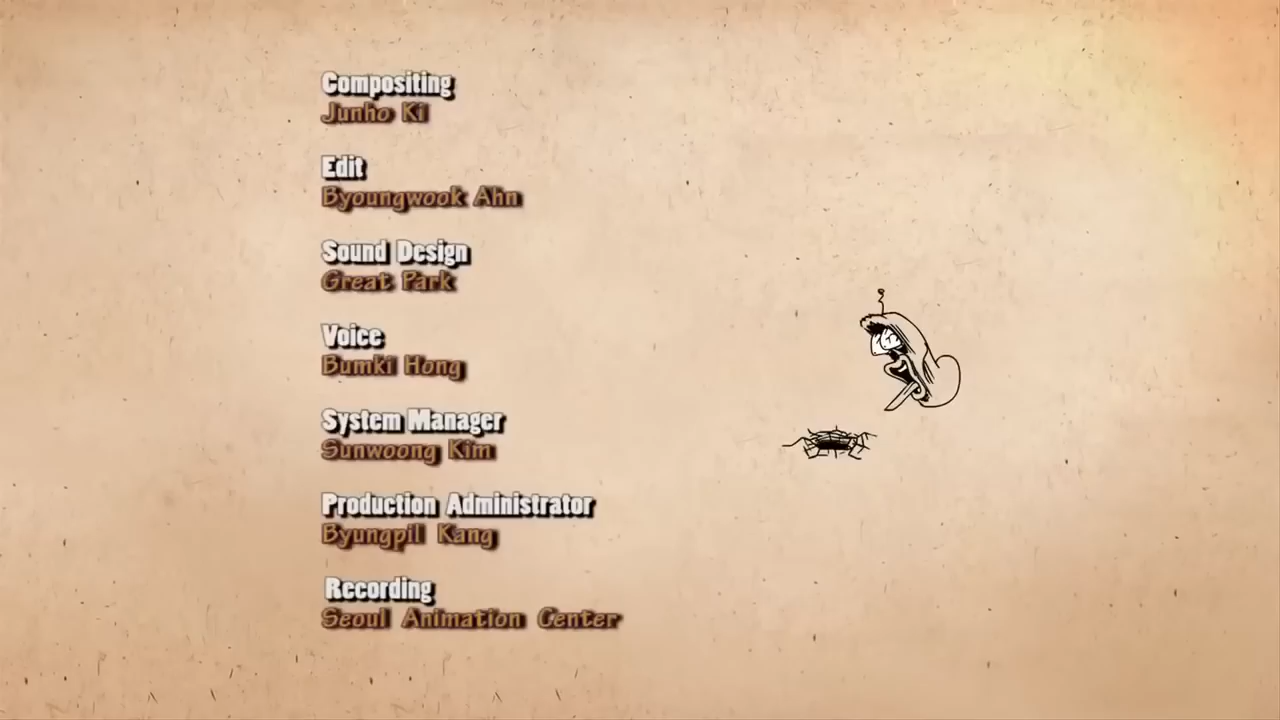 Compositing
Junho Ki
Edit
Byoungwook Ahn
Sound Design
Great Park
Voice
Bumki Hong
System Manager
Sunwoong Kim
Production Administrator
Byungpil Kang
Recording
Seoul Animation Center